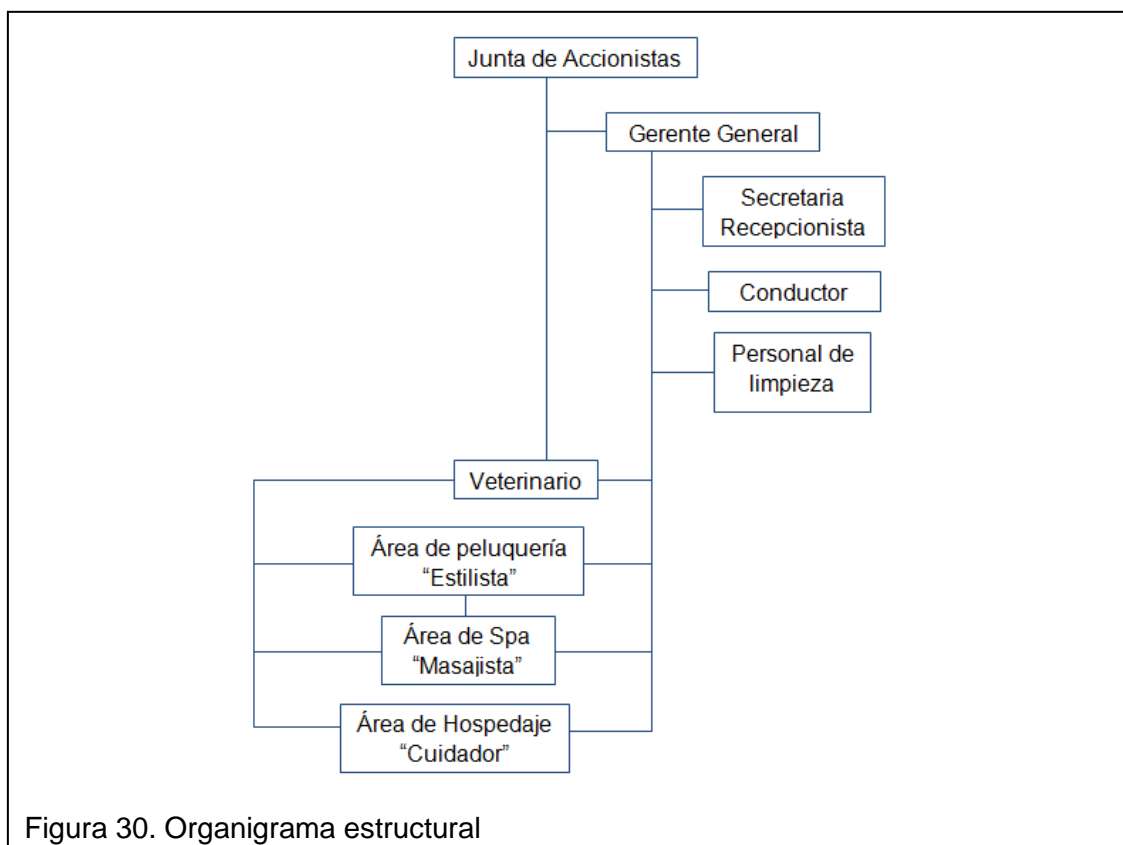 Junta de Accionistas
Gerente General
Secretaria
Recepcionista
Conductor
Personal de
limpieza
Veterinario
Área de peluquería
“Estilista”
Área de Spa
“Masajista”
Área de Hospedaje
“Cuidador”
Figura 30. Organigrama estructural